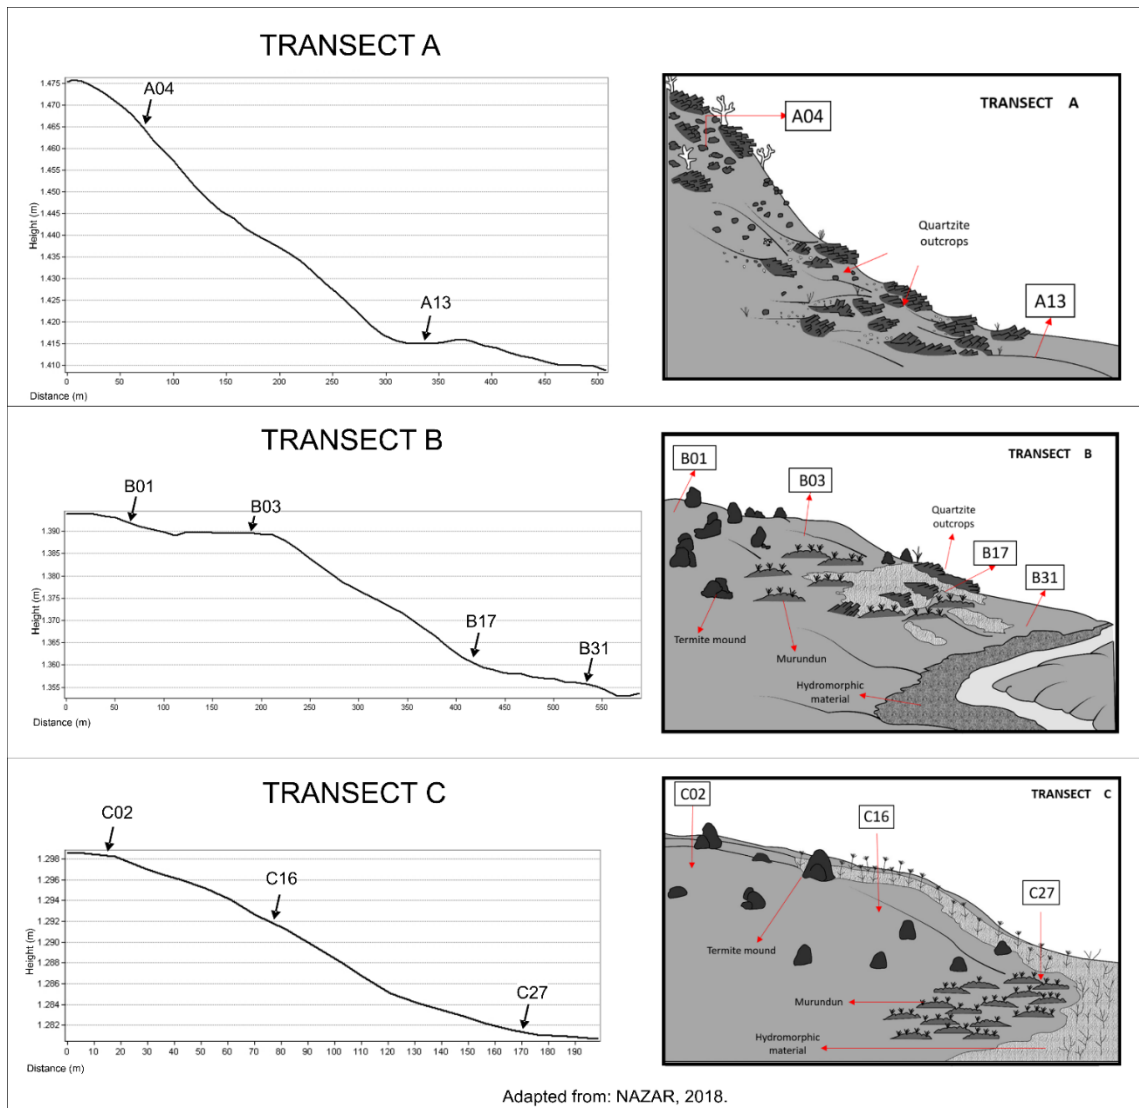 TRANSECT A
1.475
1.470
1.465
1.460
1.455
1.450
1.445
1.440
1.435
1.430
1.425
1.420
1.415
1.410
Height (m)
A04
A13
0 50 100 150 200 250 300 350 400 450 500
Distance (m)
TRANSECT A
A04
Quartzite
outcrops
A13
TRANSECT B
B01
B03
B17
B31
1.390
1.385
1.380
1.375
1.370
1.365
1.360
1.355
Height (m)
0 50 100 150 200 250 300 350 400 450 500 550
Distance (m)
TRANSECT B
B01
B03
Quartzite
outcrops
B17
B31
Termite mound
Murundun
Hydromorphic
material
TRANSECT C
C02
C16
C27
1.298
1.296
1.294
1.292
1.290
1.288
1.286
1.284
1.282
Height (m)
0 10 20 30 40 50 60 70 80 90 100 110 120 130 140 150 160 170 180 190
Distance (m)
TRANSECT C
C02
C16
C27
Termite mound
Murundun
Hydromorphic
material
Adapted from: NAZAR, 2018.